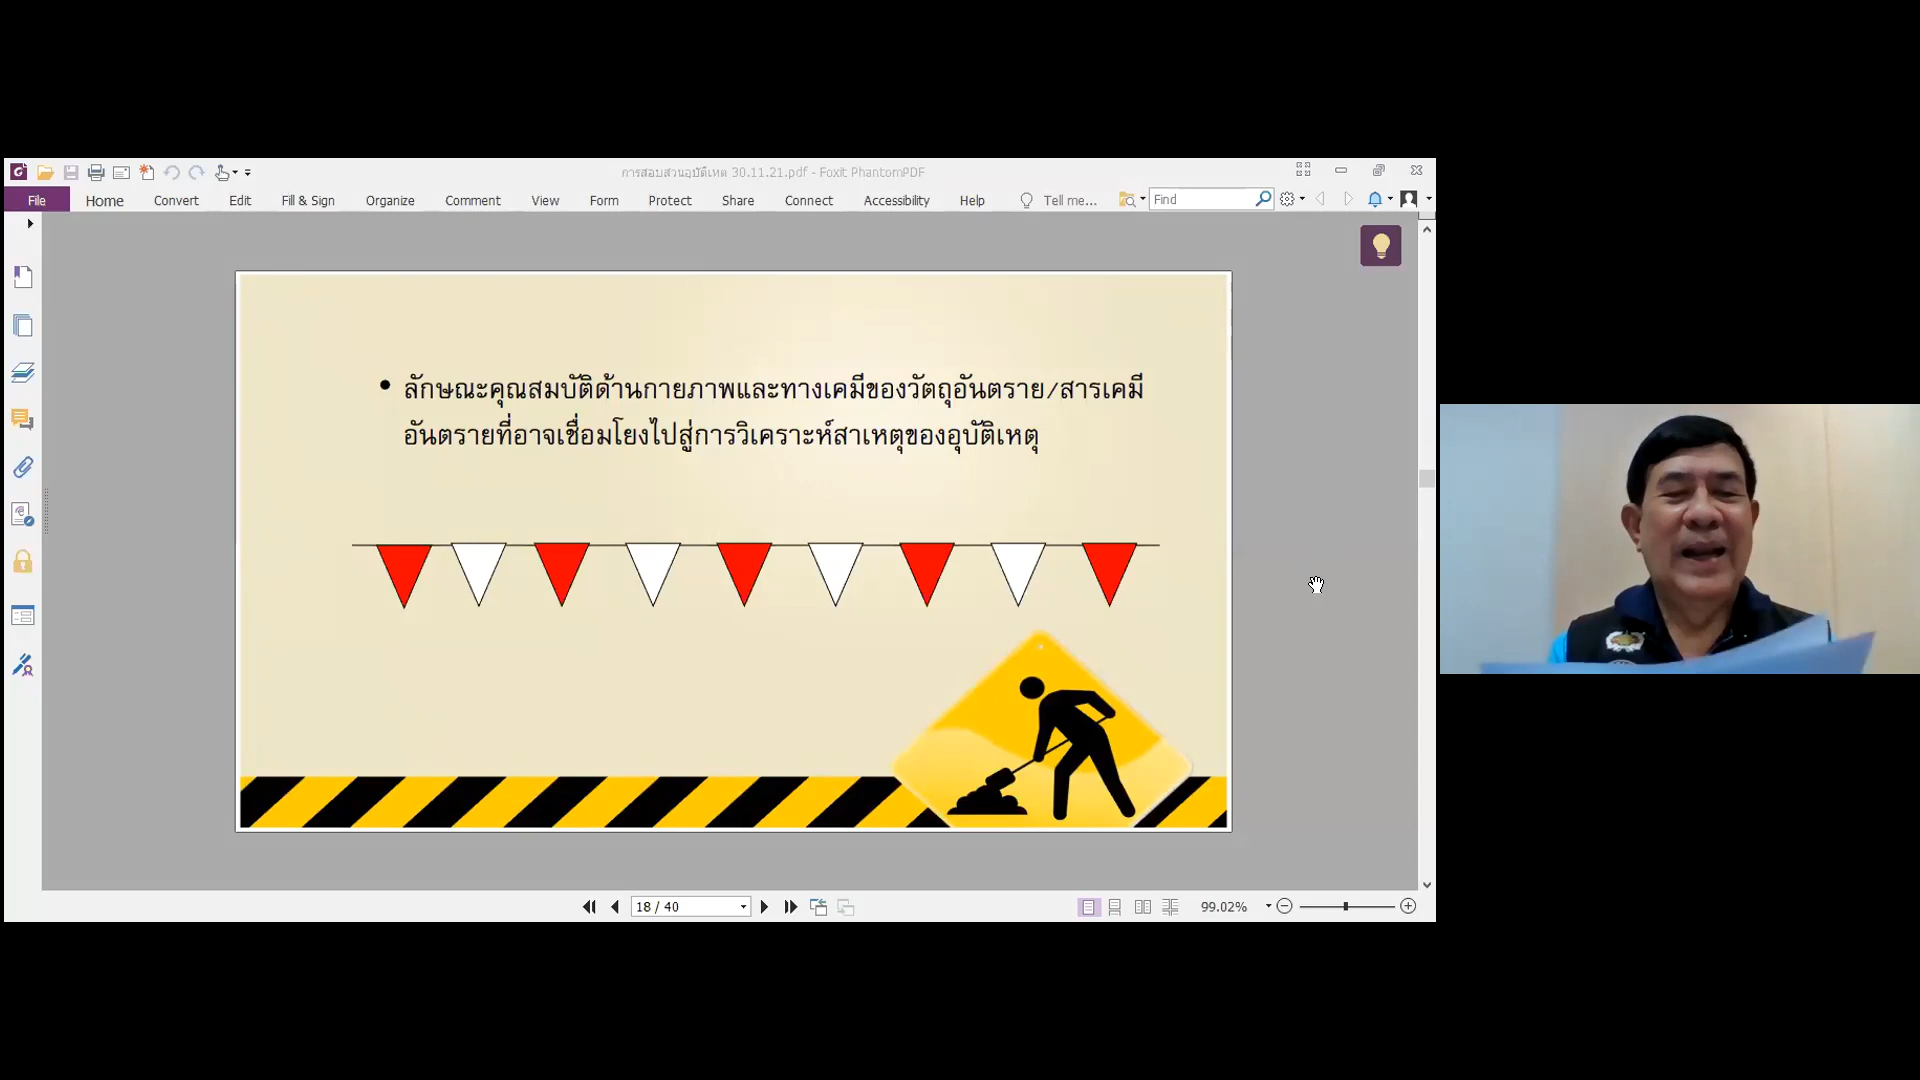 การสอบสวนอุบัติเหต 30.11.21.pdf - Foxit PhantomPDF
File Home Convert Edit Fill & Sign Organize Comment View Form Protect Share Connect Accessibility Help Tell me... Find
ลักษณะคุณสมบัติด้านกายภาพและทางเคมีของวัตถุอันตราย/สารเคมี
อันตรายที่อาจเชื่อมโยงไปสู่การวิเคราะห์สาเหตุของอุบัติเหตุ
18 / 40 99.02%